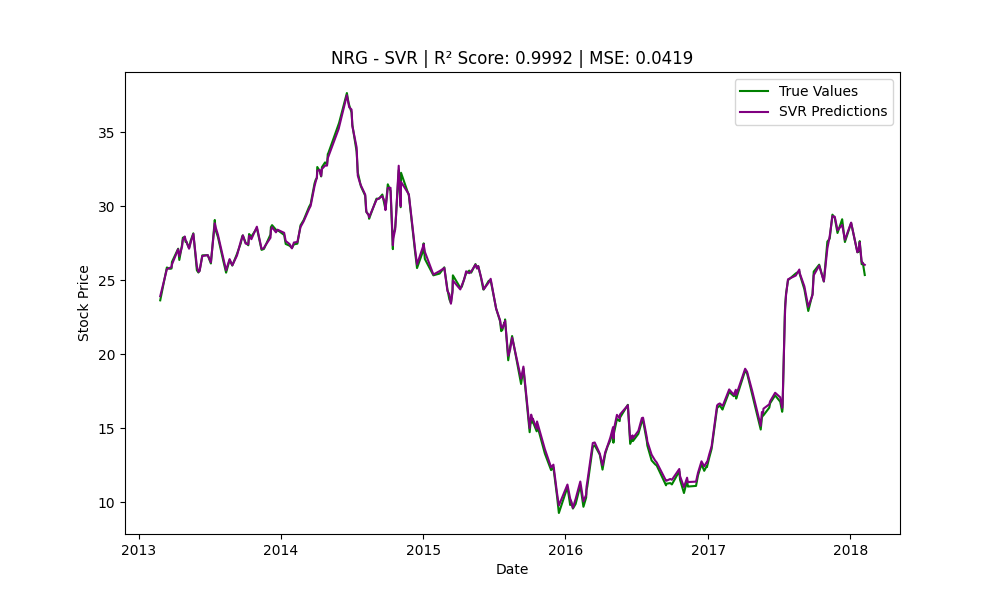 NRG - SVR | R² Score: 0.9992 | MSE: 0.0419
True Values
SVR Predictions
Stock Price
35
30
25
20
15
10
2013 2014 2015 2016 2017 2018
Date